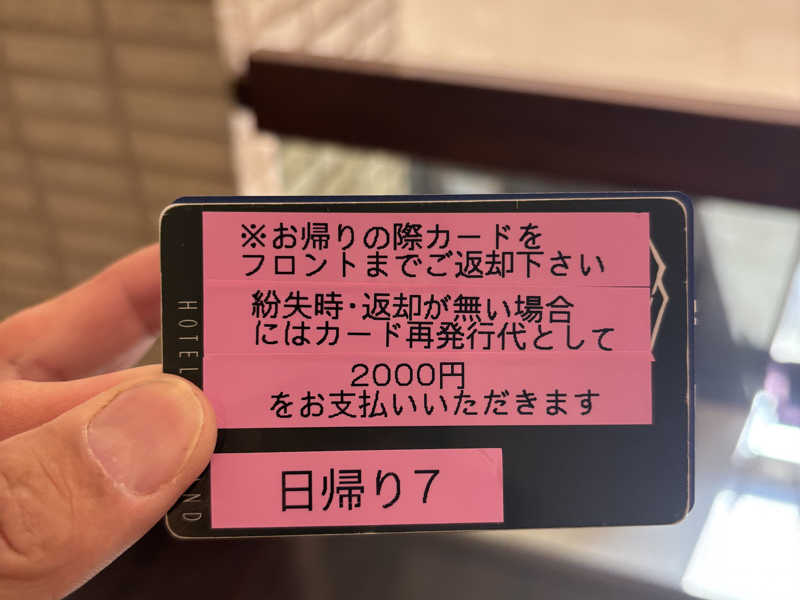 ※お帰りの際カードを
フロントまでご返却下さい
紛失時・返却が無い場合
にはカード再発行代として
2000円
をお支払いいただきます
日帰り7
HOTEL